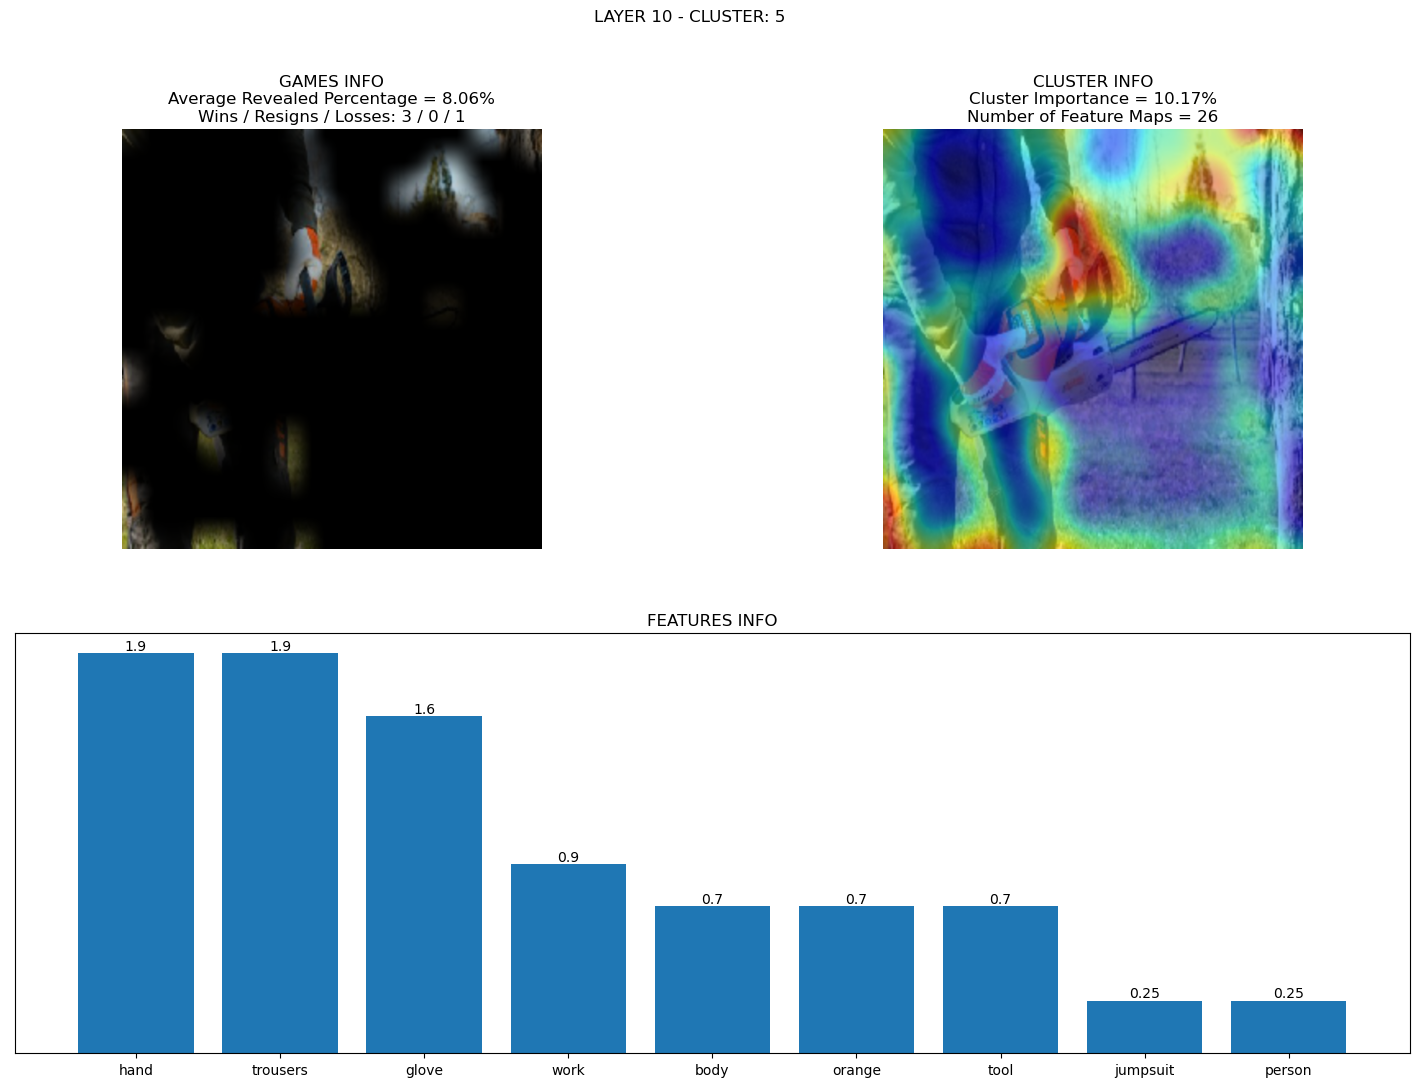 LAYER 10 - CLUSTER: 5
GAMES INFO
Average Revealed Percentage = 8.06%
Wins / Resigns / Losses: 3 / 0 / 1
CLUSTER INFO
Cluster Importance = 10.17%
Number of Feature Maps = 26
FEATURES INFO
1.9 1.9 1.6 0.9 0.7 0.7 0.7 0.25 0.25
hand trousers glove work body orange tool jumpsuit person